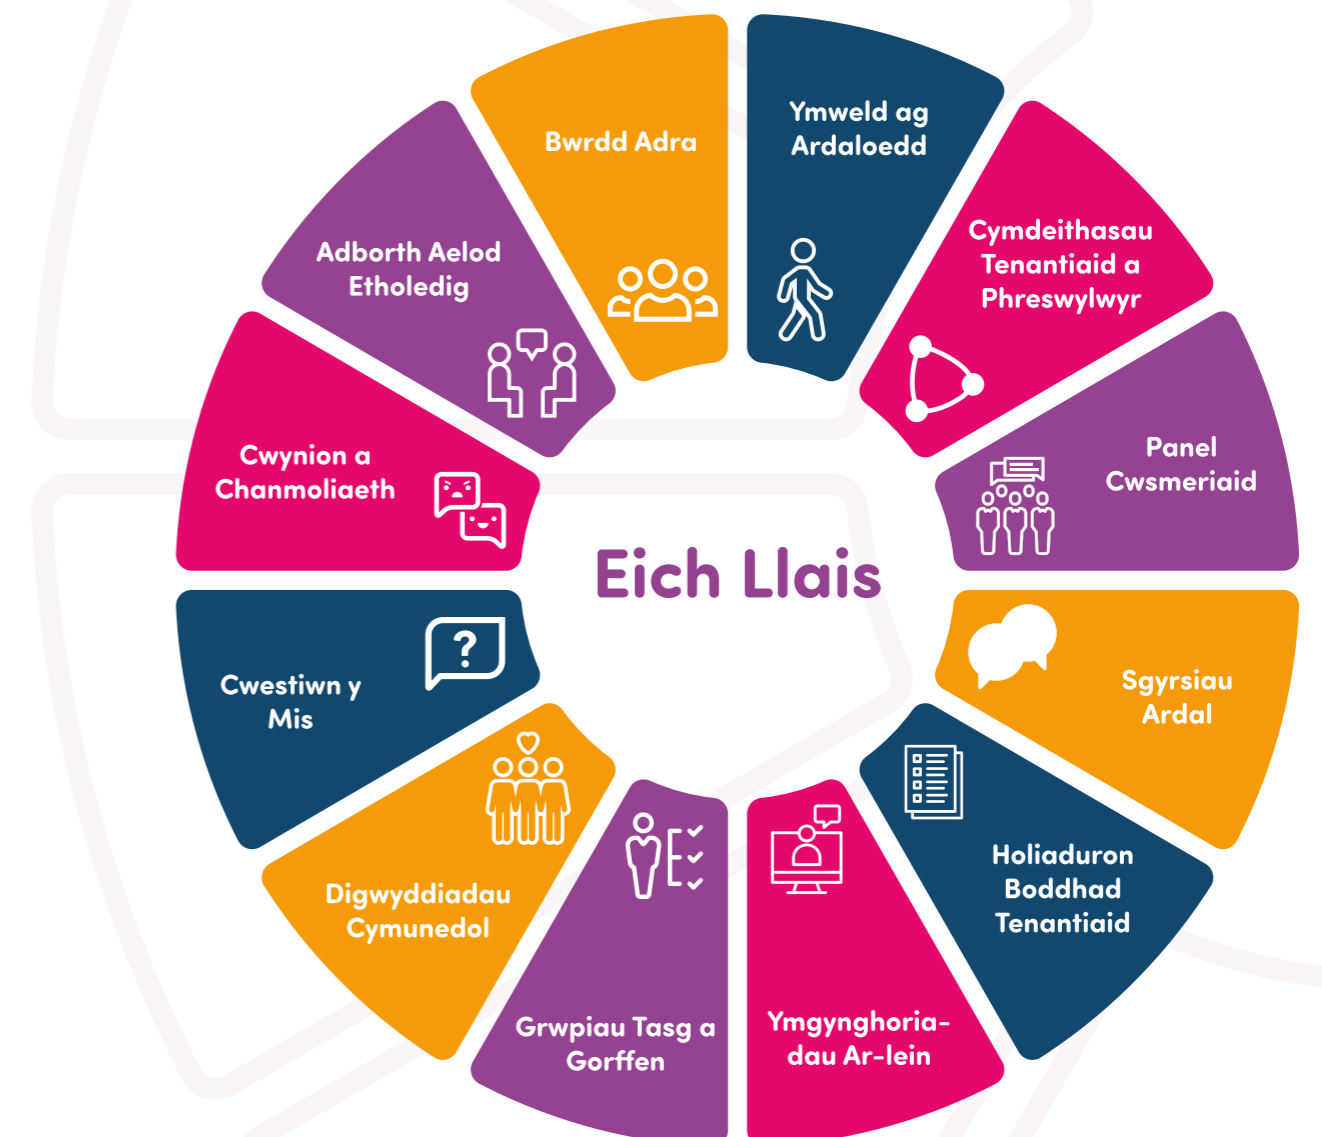 Bwrdd Adra
Ymweld ag
Ardaloedd
Cymdeithasau
Tenantiaid a
Phreswylwyr
Panel
Cwsmeriaid
Sgyrsiau
Ardal
Holiaduron
Boddhad
Tenantiaid
Ymgynghoria-
dau Ar-lein
Grwpiau Tasg a
Gorffen
Digwyddiadau
Cymunedol
Cwestiwn y
Mis
?
Cwynion a
Chanmoliaeth
Adborth Aelod
Etholedig
Eich Llais